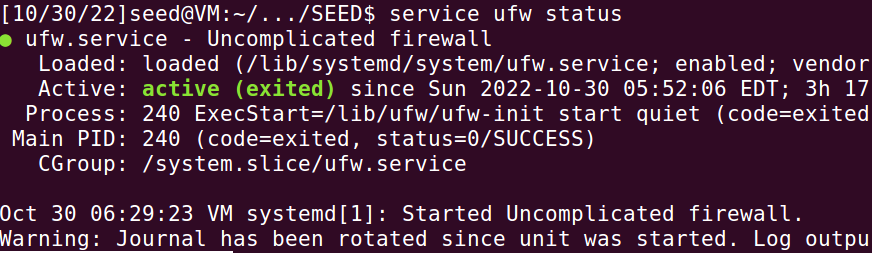 [10/30/22]seed@VM:~/.../SEED$ service ufw status
● ufw.service - Uncomplicated firewall
   Loaded: loaded (/lib/systemd/system/ufw.service; enabled; vendor
   Active: active (exited) since Sun 2022-10-30 05:52:06 EDT; 3h 17
  Process: 240 ExecStart=/lib/ufw/ufw-init start quiet (code=exited
 Main PID: 240 (code=exited, status=0/SUCCESS)
   CGroup: /system.slice/ufw.service

Oct 30 06:29:23 VM systemd[1]: Started Uncomplicated firewall.
Warning: Journal has been rotated since unit was started. Log outpu